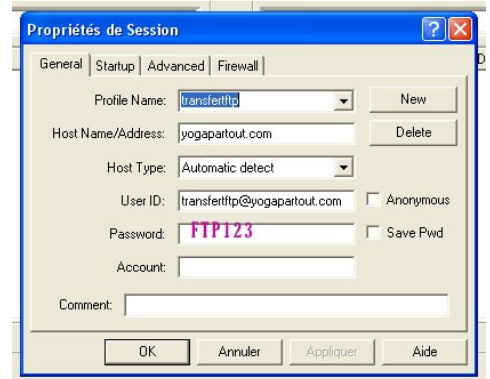 Propriétés de Session
General Startup Advanced Firewall
Profile Name: transfertftp New
Host Name/Address: yogapartout.com Delete
Host Type: Automatic detect
User ID: transfertftp@yogapartout.com Anonymous
Password: FTP123 Save Pwd
Account:
Comment:
OK Annuler Appliquer Aide